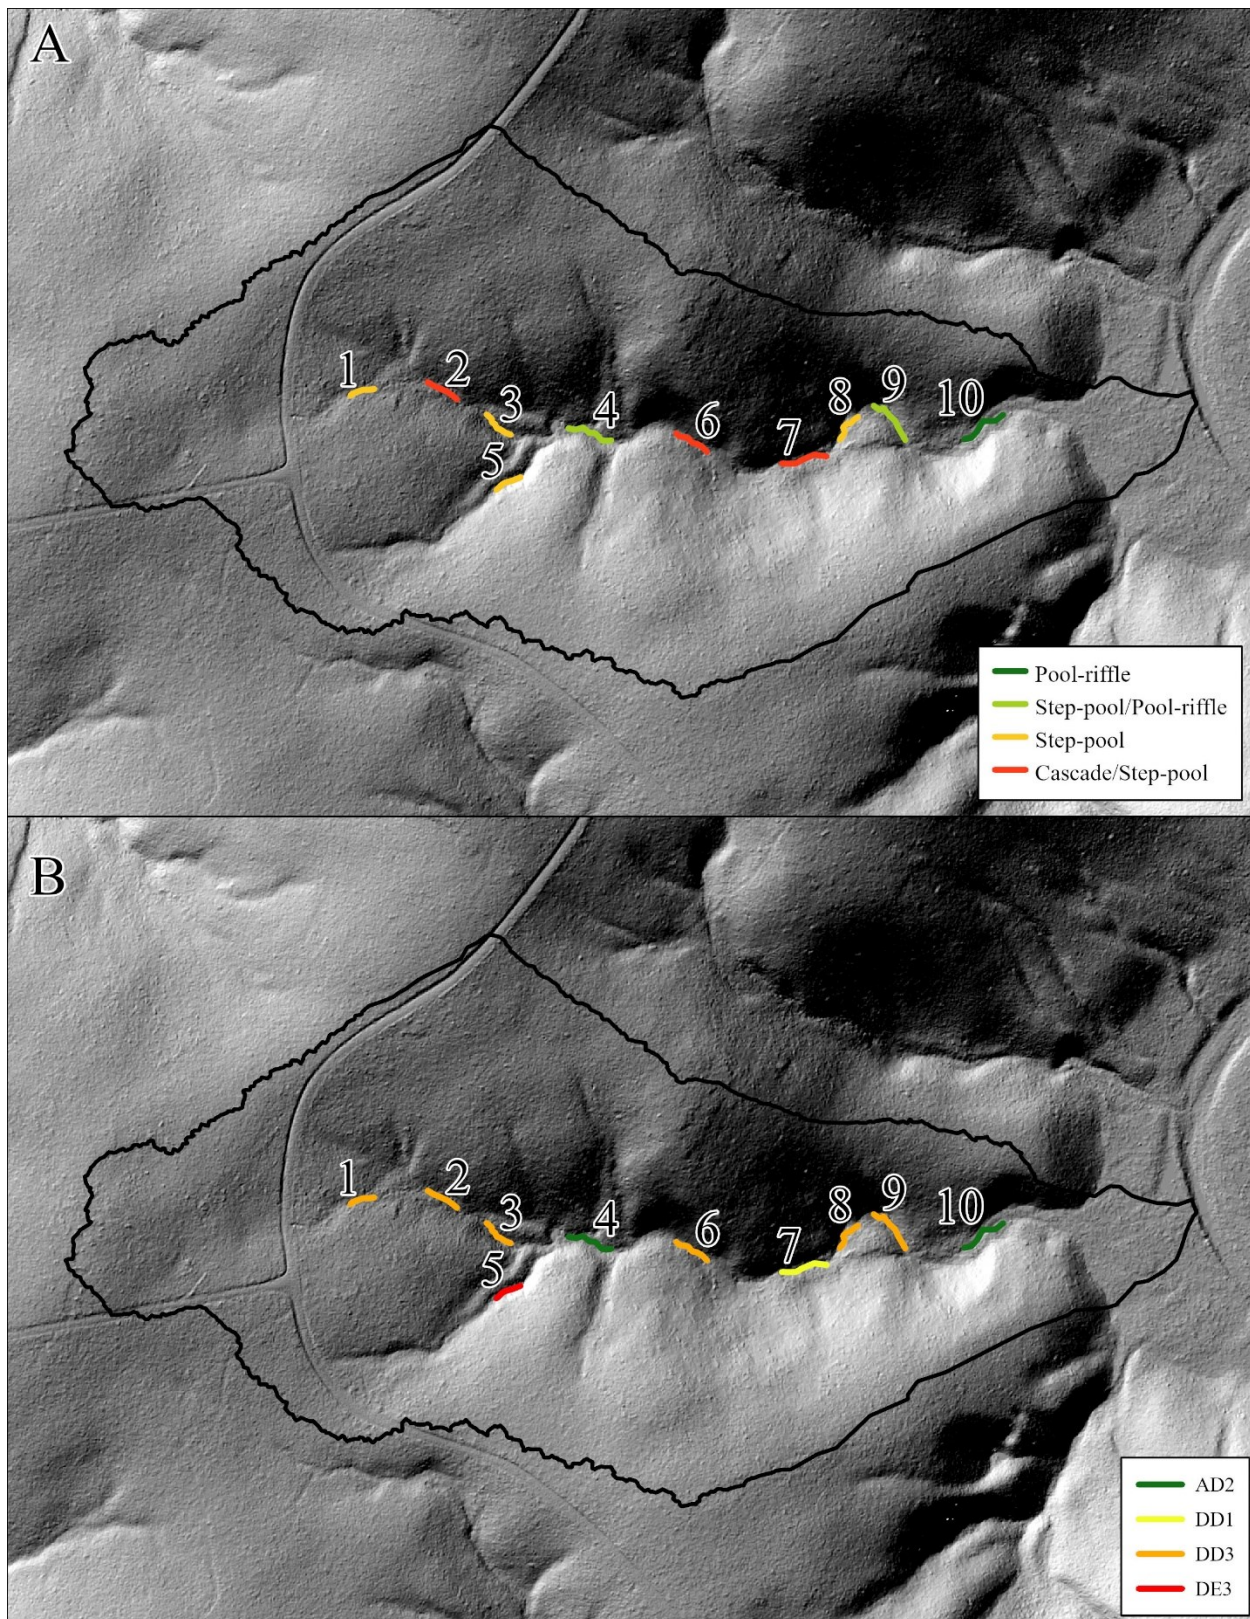 A
1 2 3 4 5 6 7 8 9 10
Pool-riffle
Step-pool/Pool-riffle
Step-pool
Cascade/Step-pool
B
1 2 3 4 5 6 7 8 9 10
AD2
DD1
DD3
DE3